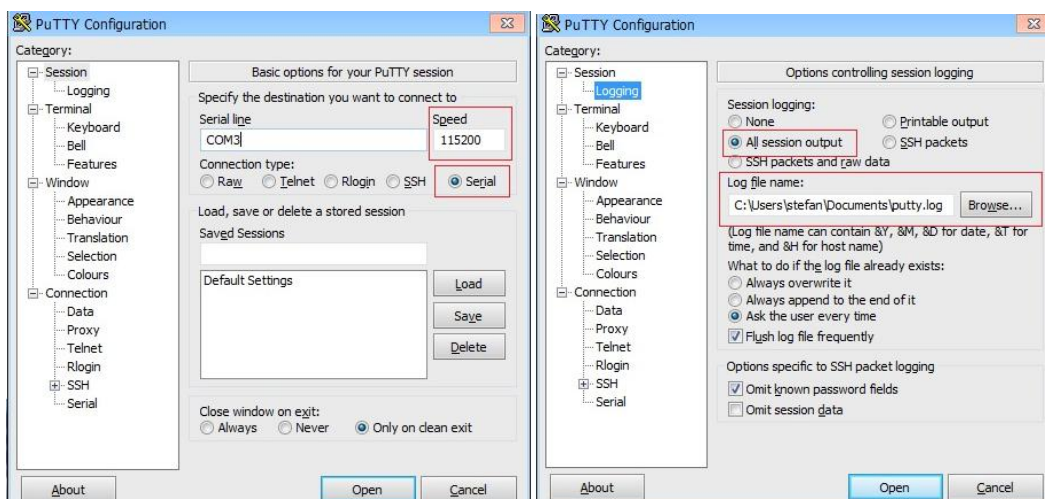 PuTTY Configuration
Category:
Session
Logging
Terminal
Keyboard
Bell
Features
Window
Appearance
Behaviour
Translation
Selection
Colours
Connection
Data
Proxy
Telnet
Rlogin
SSH
Serial
Basic options for your PuTTY session
Specify the destination you want to connect to
Serial line
Speed
COM3
115200
Connection type:
Raw Telnet Rlogin SSH Serial
Load, save or delete a stored session
Saved Sessions
Default Settings
Load
Save
Delete
Close window on exit:
Always Never Only on clean exit
About
Open
Cancel
PuTTY Configuration
Category:
Session
Logging
Terminal
Keyboard
Bell
Features
Window
Appearance
Behaviour
Translation
Selection
Colours
Connection
Data
Proxy
Telnet
Rlogin
SSH
Serial
Options controlling session logging
Session logging:
None Printable output
All session output SSH packets
SSH packets and raw data
Log file name:
C:\Users\stefan\Documents\putty.log
Browse...
(Log file name can contain &Y, &M, &D for date, &T for
time, and &H for host name)
What to do if the log file already exists:
Always overwrite it
Always append to the end of it
Ask the user every time
Flush log file frequently
Options specific to SSH packet logging
Omit known password fields
Omit session data
About
Open
Cancel